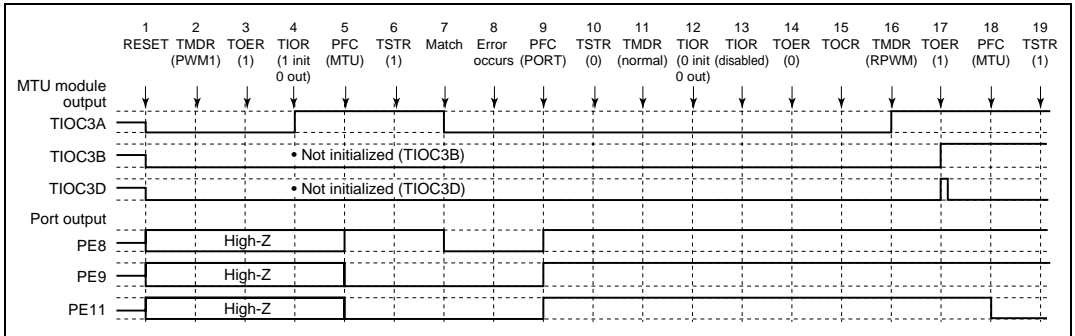 1 2 3 4 5 6 7 8 9 10 11 12 13 14 15 16 17 18 19
RESET TMDR TOER TIOR PFC TSTR Match Error PFC TSTR TMDR TIOR TIOR TOER TOCR TMDR TOER PFC TSTR
(PWM1) (1) (1 init (MTU) (1) occurs (PORT) (0) (normal) (0 init (disabled) (0) (RPWM) (1) (MTU) (1)
0 out) 0 out)
MTU module
output
TIOC3A
TIOC3B • Not initialized (TIOC3B)
TIOC3D • Not initialized (TIOC3D)
Port output
PE8 High-Z
PE9 High-Z
PE11 High-Z